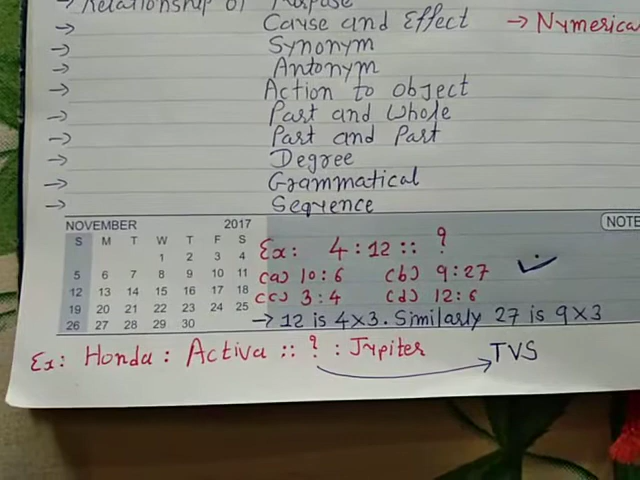 → Relationship of Purpose
→ Cause and Effect → Numerica
→ Synonym
→ Antonym
→ Action to object
→ Part and Whole
→ Part and Part
→ Degree
→ Grammatical
→ Sequence
NOVEMBER 2017
S M T W T F S
1 2 3 4
5 6 7 8 9 10 11
12 13 14 15 16 17 18
19 20 21 22 23 24 25
26 27 28 29 30
NOTE
Ex: 4 : 12 :: ?
(a) 10 : 6 (b) 9 : 27
(c) 3 : 4 (d) 12 : 6
→ 12 is 4×3. Similarly 27 is 9×3
Ex: Honda : Activa :: ? : Jupiter → TVS